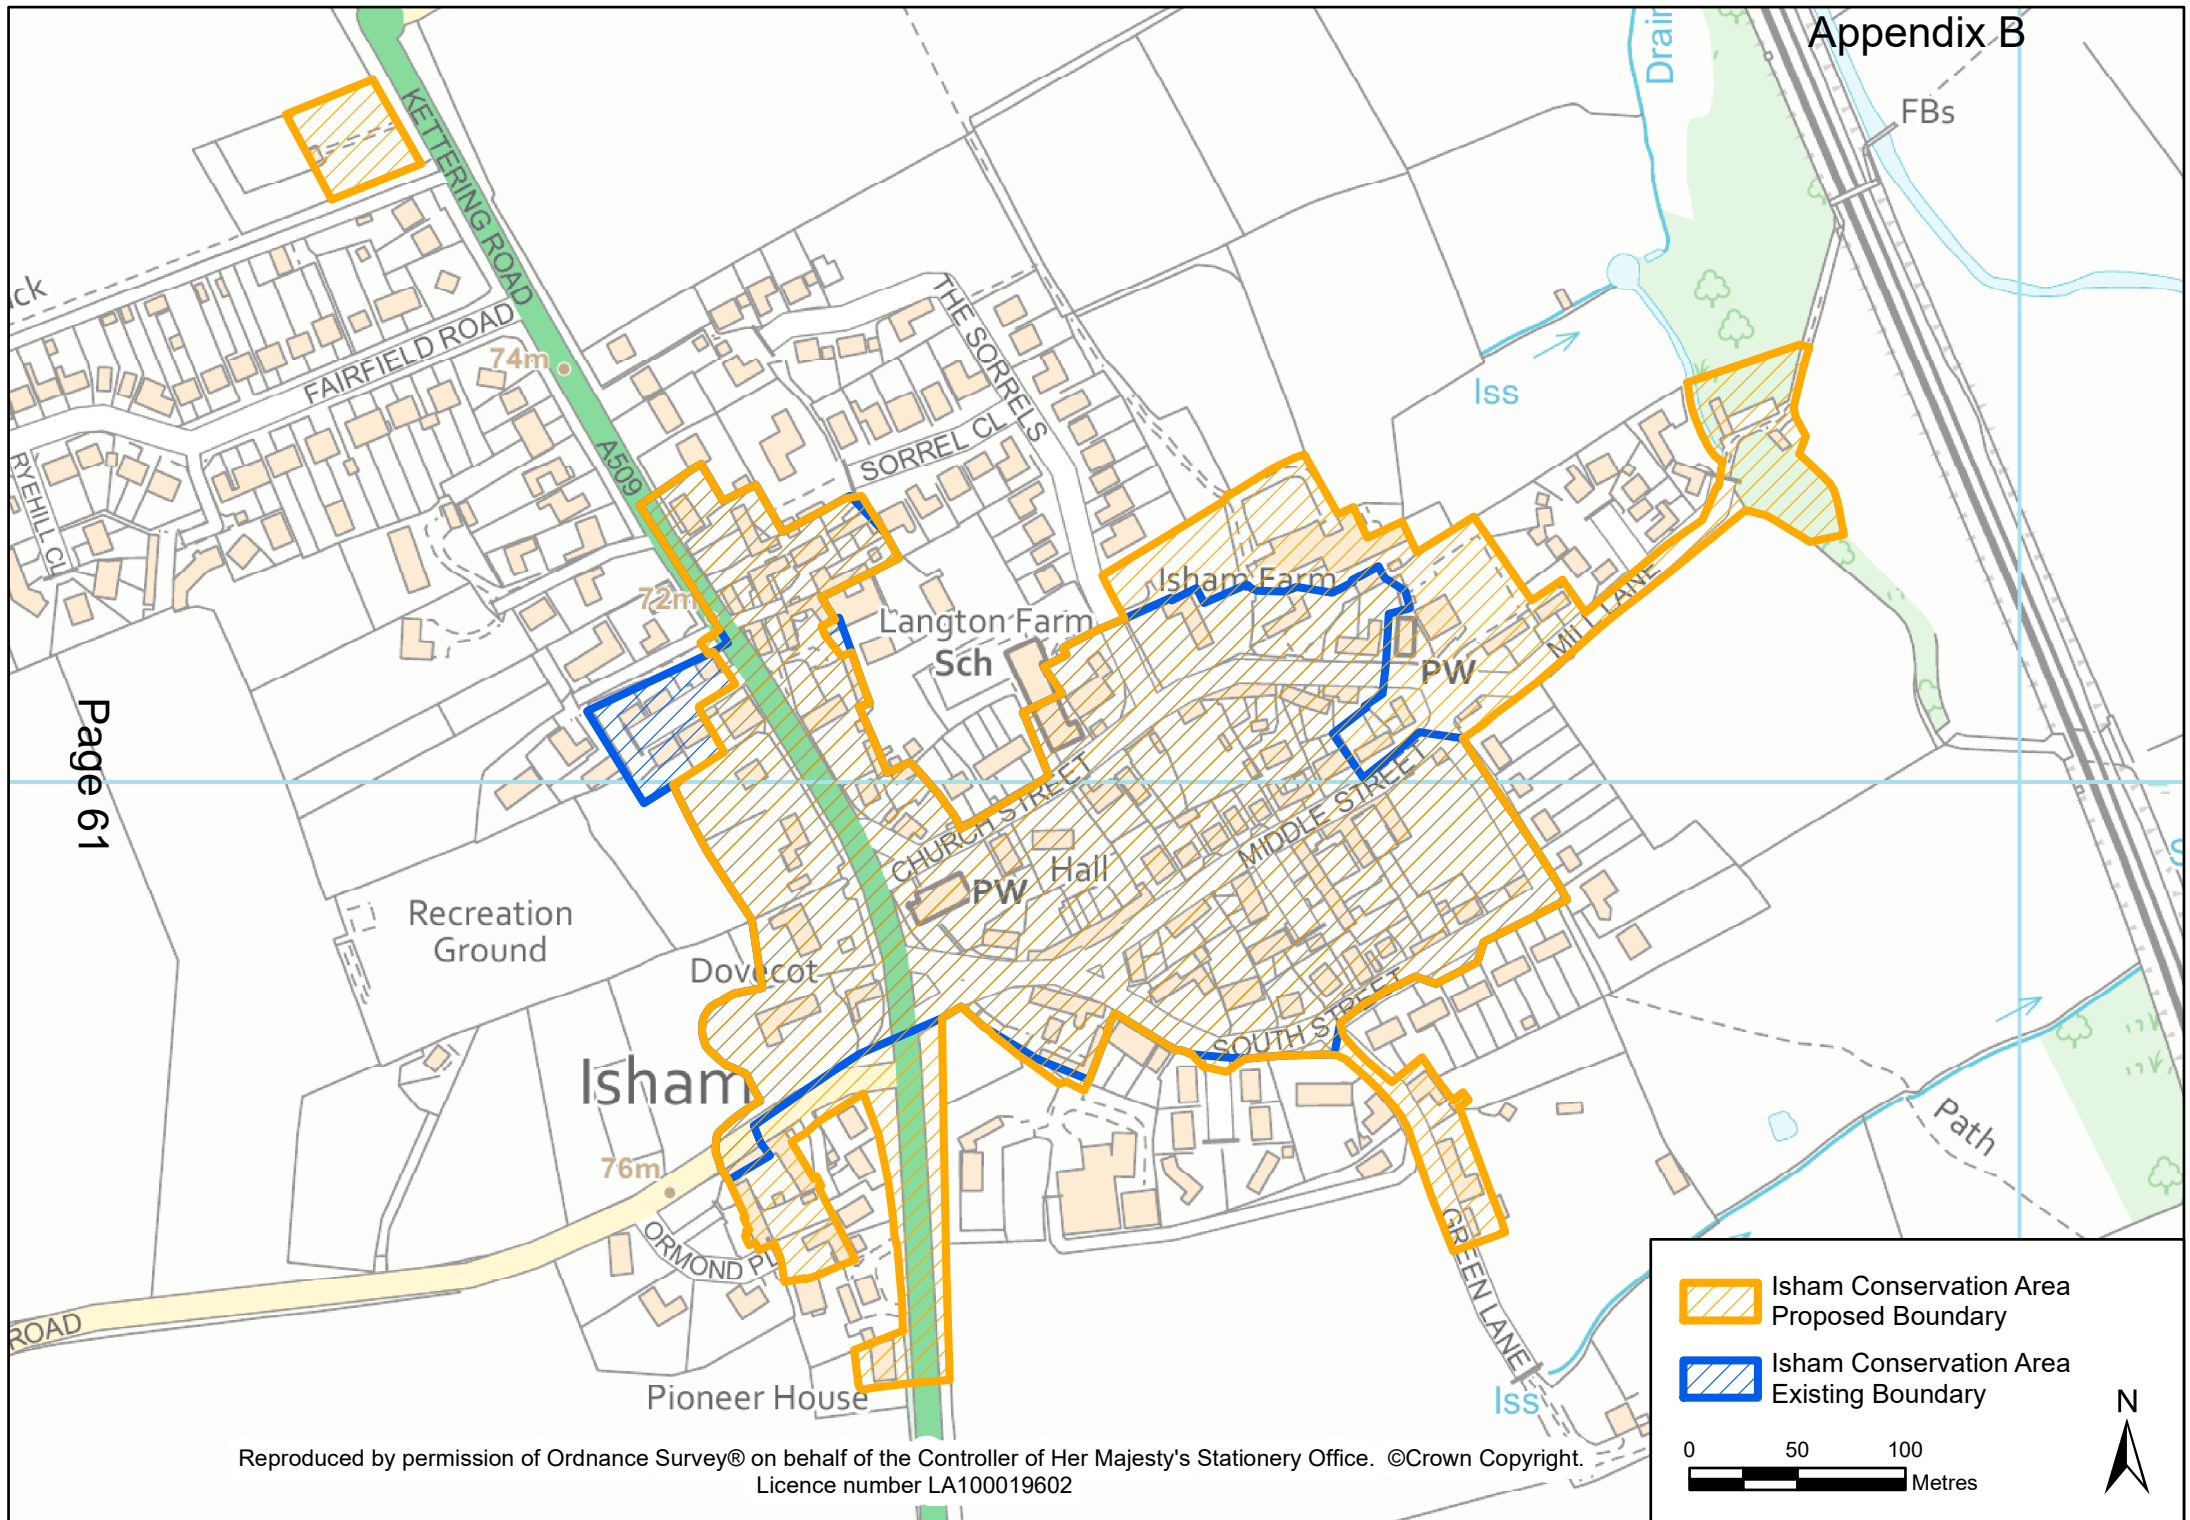 Appendix B
Drain
FBs
KETTERING ROAD
ck
FAIRFIELD ROAD
74m
THE SORRELS
Iss
SORREL CL
A509
RYEHILL CL
72m
Isham Farm
Langton Farm
Sch
MILL LANE
PW
Page 61
CHURCH STREET
MIDDLE STREET
Hall
PW
Recreation
Ground
Dovecot
SOUTH STREET
Isham
Path
76m
ORMOND PL
GREEN LANE
ROAD
Pioneer House
Iss
S
Isham Conservation Area
Proposed Boundary
Isham Conservation Area
Existing Boundary
N
0 50 100
Metres
Reproduced by permission of Ordnance Survey® on behalf of the Controller of Her Majesty's Stationery Office. ©Crown Copyright.
Licence number LA100019602